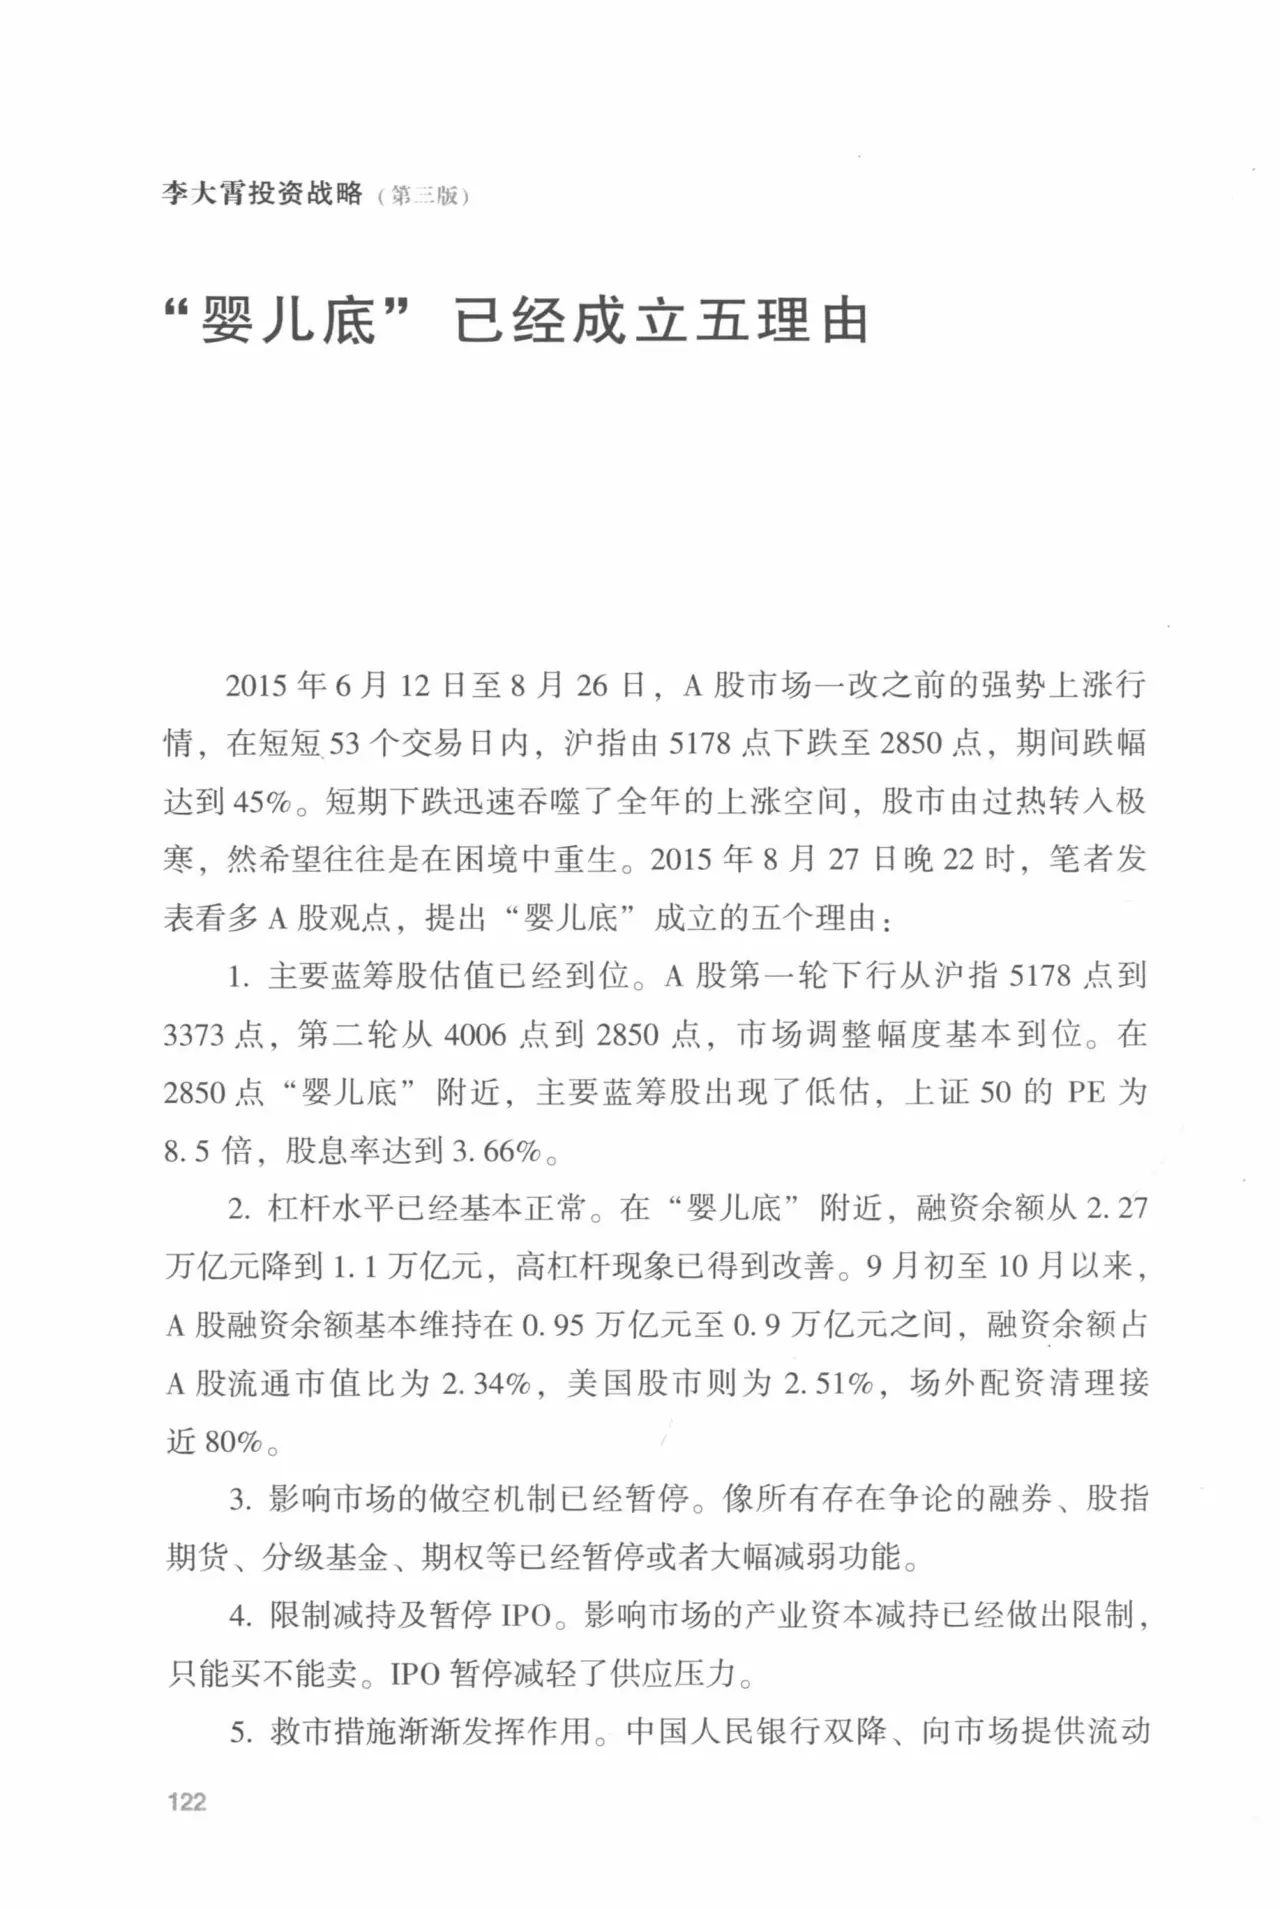 李大霄投资战略（第三版）
“婴儿底”已经成立五理由
2015 年 6 月 12 日至 8 月 26 日，A 股市场一改之前的强势上涨行
情，在短短 53 个交易日内，沪指由 5178 点下跌至 2850 点，期间跌幅
达到 45%。短期下跌迅速吞噬了全年的上涨空间，股市由过热转入极
寒，然希望往往是在困境中重生。2015 年 8 月 27 日晚 22 时，笔者发
表看多 A 股观点，提出“婴儿底”成立的五个理由：
1. 主要蓝筹股估值已经到位。A 股第一轮下行从沪指 5178 点到
3373 点，第二轮从 4006 点到 2850 点，市场调整幅度基本到位。在
2850 点“婴儿底”附近，主要蓝筹股出现了低估，上证 50 的 PE 为
8.5 倍，股息率达到 3.66%。
2. 杠杆水平已经基本正常。在“婴儿底”附近，融资余额从 2.27
万亿元降到 1.1 万亿元，高杠杆现象已得到改善。9 月初至 10 月以来，
A 股融资余额基本维持在 0.95 万亿元至 0.9 万亿元之间，融资余额占
A 股流通市值比为 2.34%，美国股市则为 2.51%，场外配资清理接
近 80%。
3. 影响市场的做空机制已经暂停。像所有存在争论的融券、股指
期货、分级基金、期权等已经暂停或者大幅减弱功能。
4. 限制减持及暂停 IPO。影响市场的产业资本减持已经做出限制，
只能买不能卖。IPO 暂停减轻了供应压力。
5. 救市措施渐渐发挥作用。中国人民银行双降、向市场提供流动
122